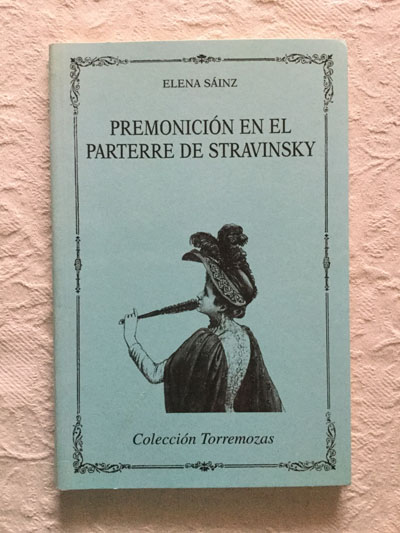 ELENA SÁINZ
PREMONICIÓN EN EL
PARTERRE DE STRAVINSKY
Colección Torremozas